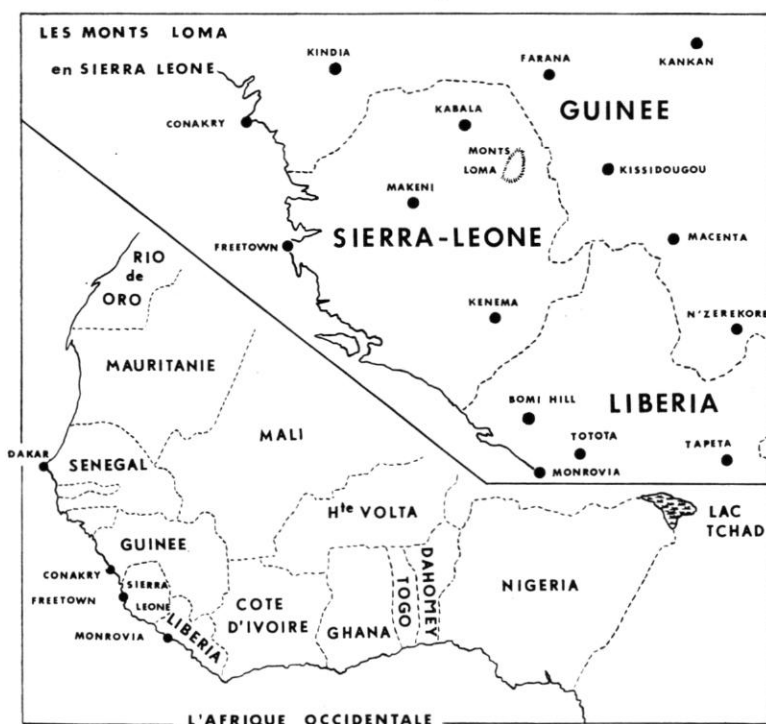 LES MONTS LOMA
en SIERRA LEONE
KINDIA
FARANA
KANKAN
CONAKRY
KABALA
GUINEE
MONTS
LOMA
KISSIDOUGOU
MAKENI
FREETOWN
SIERRA-LEONE
MACENTA
KENEMA
N'ZEREKORE
BOMI HILL
LIBERIA
TOTOTA
TAPETA
MONROVIA
RIO
de
ORO
MAURITANIE
MALI
DAKAR
SENEGAL
Hte VOLTA
LAC
TCHAD
GUINEE
CONAKRY
SIERRA
LEONE
FREETOWN
MONROVIA
LIBERIA
COTE
D'IVOIRE
GHANA
TOGO
DAHOMEY
NIGERIA
L'AFRIQUE OCCIDENTALE